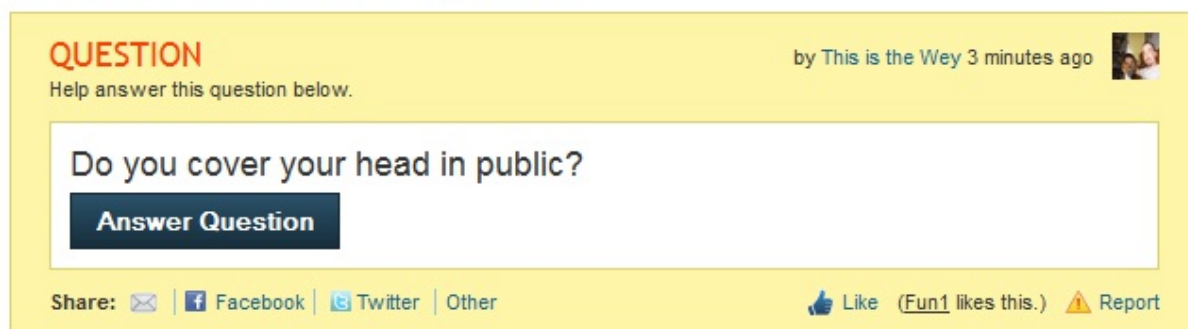 QUESTION
by This is the Wey 3 minutes ago
Help answer this question below.
Do you cover your head in public?
Answer Question
Share: Facebook Twitter Other Like (Fun1 likes this.) Report